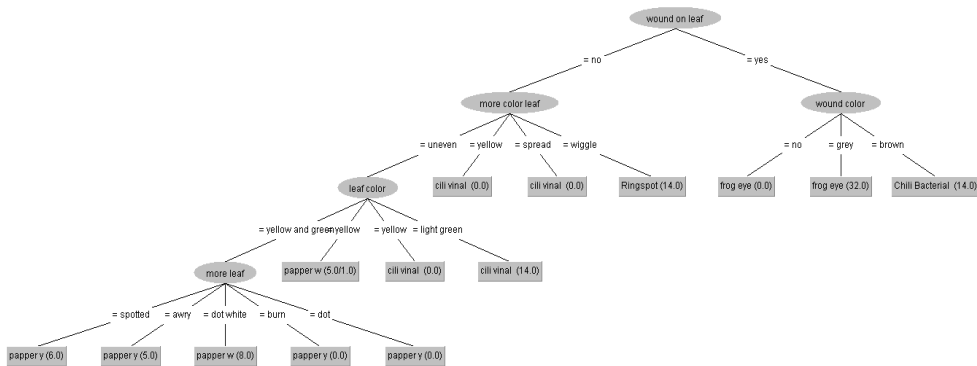 wound on leaf
= no
= yes
more color leaf
wound color
= uneven
= yellow
= spread
= wiggle
= no
= grey
= brown
leaf color
cili vinal (0.0)
cili vinal (0.0)
Ringspot (14.0)
frog eye (0.0)
frog eye (32.0)
Chili Bacterial (14.0)
= yellow and green
=yellow
= yellow
= light green
more leaf
papper w (5.0/1.0)
cili vinal (0.0)
cili vinal (14.0)
= spotted
= awry
= dot white
= burn
= dot
papper y (6.0)
papper y (5.0)
papper w (8.0)
papper y (0.0)
papper y (0.0)